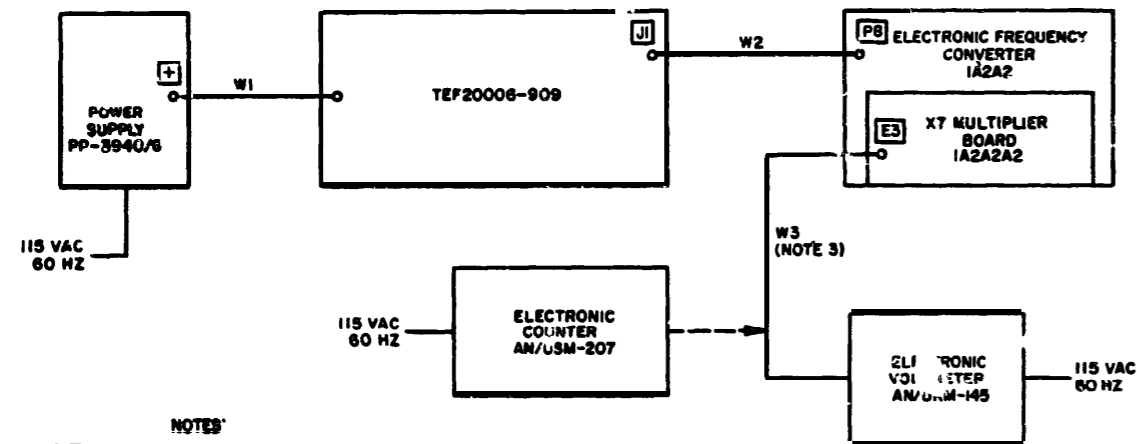 J1
P8
ELECTRONIC FREQUENCY
CONVERTER
1A2A2
W2
+
W1
TEF20006-909
POWER
SUPPLY
PP-3940/G
E3
X7 MULTIPLIER
BOARD
1A2A2A2
115 VAC
60 HZ
W3
(NOTE 3)
115 VAC
60 HZ
ELECTRONIC
COUNTER
AN/USM-207
115 VAC
60 HZ
NOTES